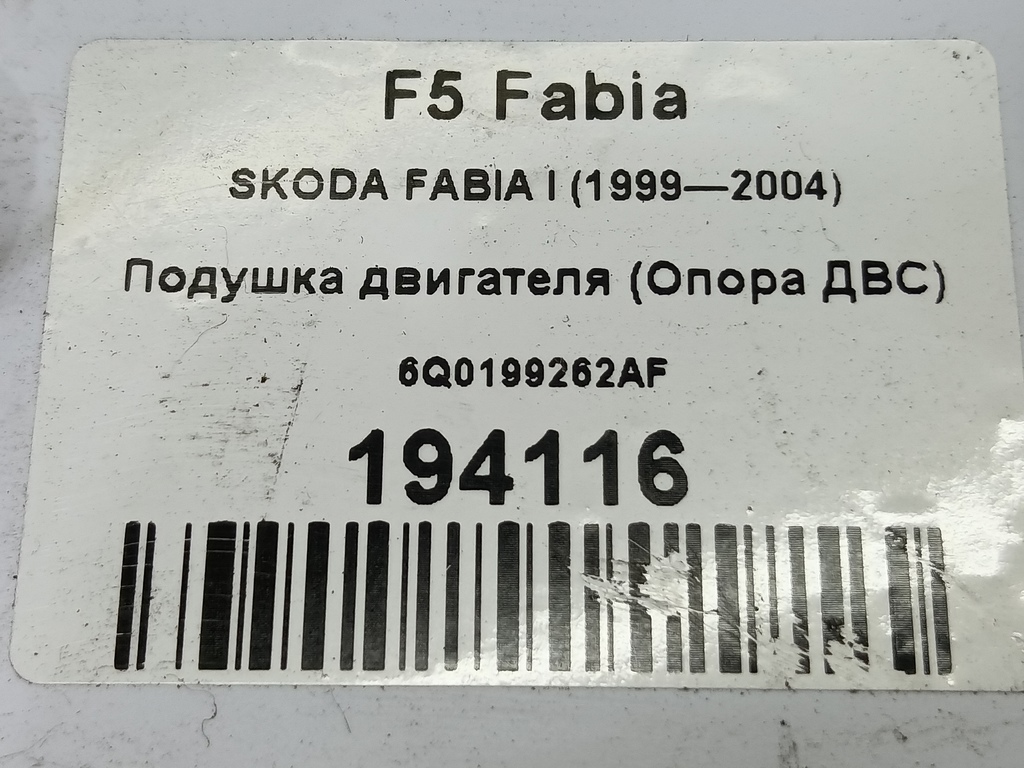 F5 Fabia
SKODA FABIA I (1999—2004)
Подушка двигателя (Опора ДВС)
6Q0199262AF
194116